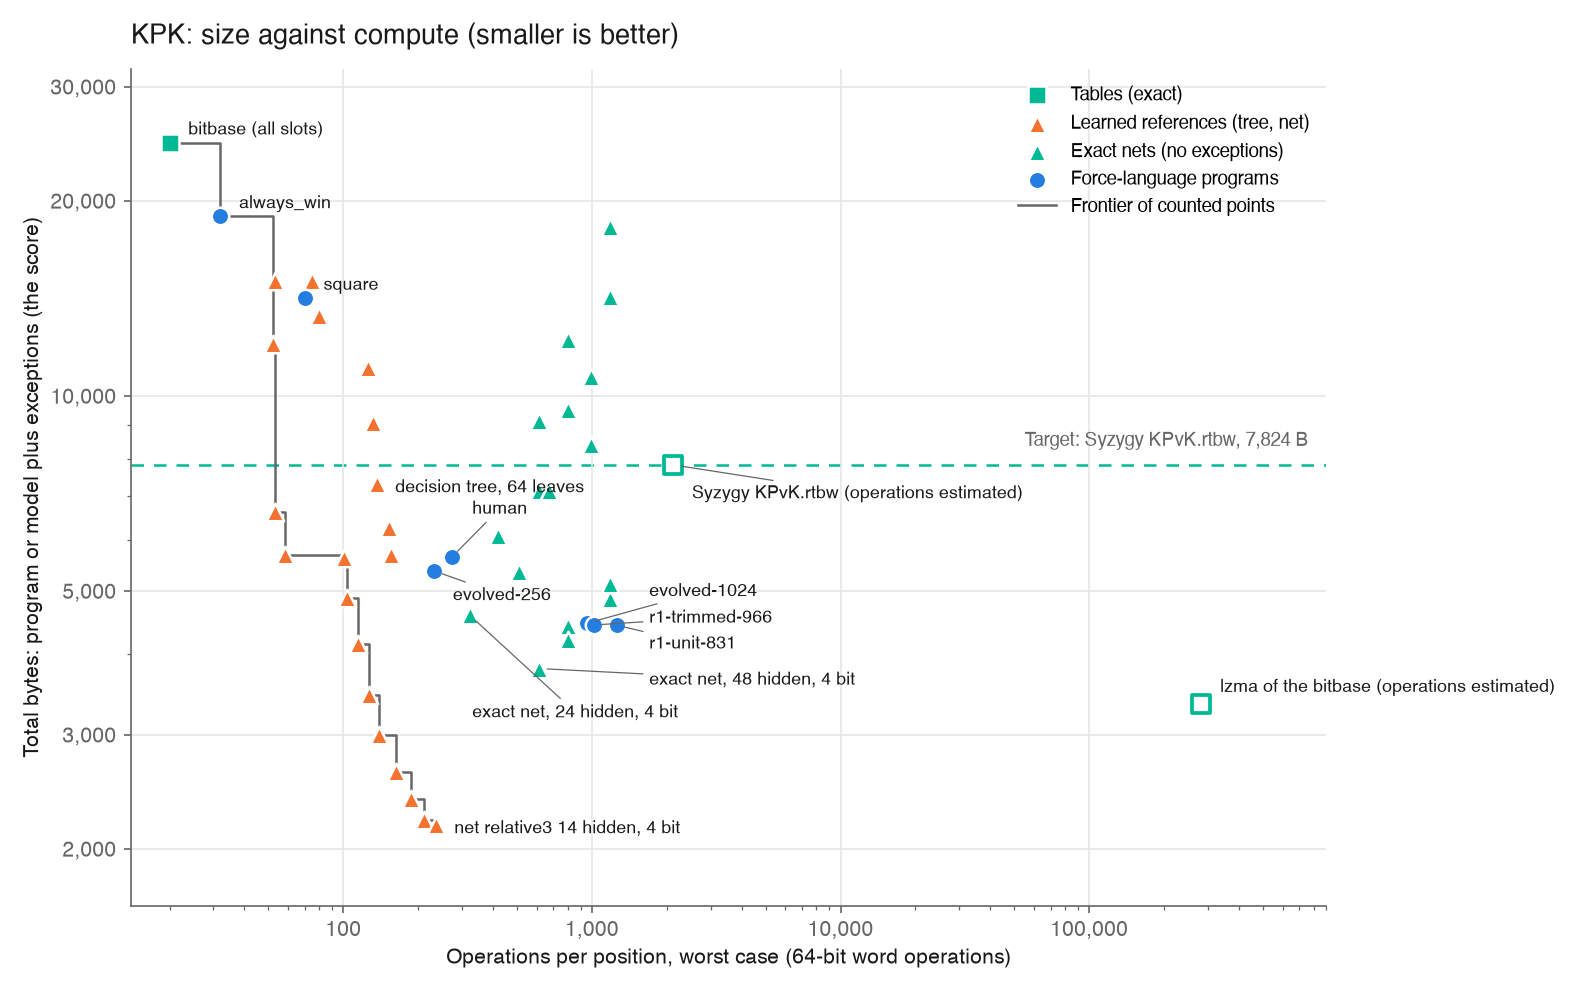 KPK: size against compute (smaller is better)
30,000
20,000
10,000
5,000
3,000
2,000
Total bytes: program or model plus exceptions (the score)
Tables (exact)
Learned references (tree, net)
Exact nets (no exceptions)
Force-language programs
Frontier of counted points
bitbase (all slots)
always_win
square
Target: Syzygy KPvK.rtbw, 7,824 B
decision tree, 64 leaves
Syzygy KPvK.rtbw (operations estimated)
human
evolved-256
evolved-1024
r1-trimmed-966
r1-unit-831
exact net, 48 hidden, 4 bit
lzma of the bitbase (operations estimated)
exact net, 24 hidden, 4 bit
net relative3 14 hidden, 4 bit
100
1,000
10,000
100,000
Operations per position, worst case (64-bit word operations)